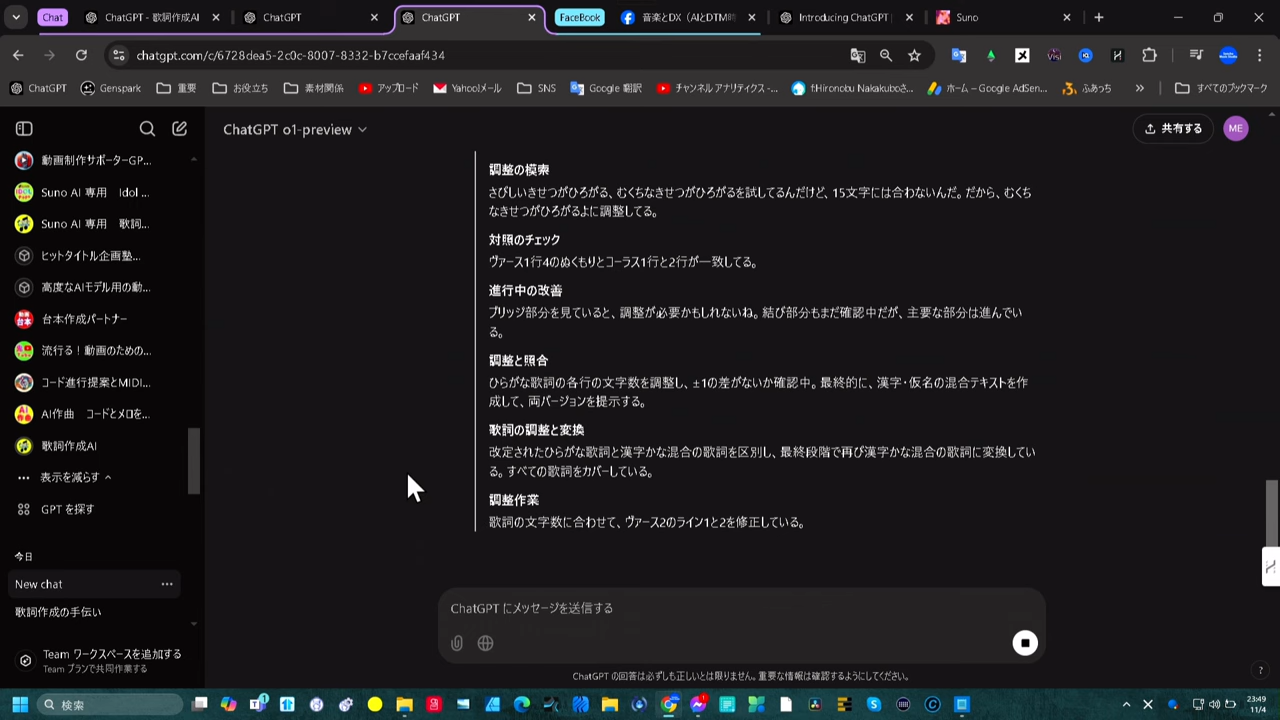 Chat
ChatGPT - 歌詞作成AI
ChatGPT
ChatGPT
FaceBook
音楽とDX（AIとDTM時
Introducing ChatGPT
Suno
chatgpt.com/c/6728dea5-2c0c-8007-8332-b7ccefaaf434
ChatGPT
Genspark
重要
お役立ち
素材関係
アップロード
Yahoo!メール
SNS
Google 翻訳
チャンネル アナリティクス -...
f:Hironobu Nakakuboさ...
ホーム – Google AdSen...
ふぁっち
すべてのブックマーク
ChatGPT o1-preview
共有する
ME
動画制作サポーターGP...
Suno AI 専用　Idol ...
Suno AI 専用　歌詞...
ヒットタイトル企画塾...
高度なAIモデル用の動...
台本作成パートナー
流行る！動画のための...
コード進行提案とMIDI...
AI作曲　コードとメロを...
歌詞作成AI
表示を減らす
GPT を探す
今日
New chat
歌詞作成の手伝い
Team ワークスペースを追加する
Team プランで共同作業する
調整の模索
さびしいきせつがひろがる、むくちなきせつがひろがるを試してるんだけど、15文字には合わないんだ。だから、むくち
なきせつがひろがるよに調整してる。
対照のチェック
ヴァース1行4のぬくもりとコーラス1行と2行が一致してる。
進行中の改善
ブリッジ部分を見ていると、調整が必要かもしれないね。結び部分もまだ確認中だが、主要な部分は進んでい
る。
調整と照合
ひらがな歌詞の各行の文字数を調整し、±1の差がないか確認中。最終的に、漢字・仮名の混合テキストを作
成して、両バージョンを提示する。
歌詞の調整と変換
改定されたひらがな歌詞と漢字かな混合の歌詞を区別し、最終段階で再び漢字かな混合の歌詞に変換してい
る。すべての歌詞をカバーしている。
調整作業
歌詞の文字数に合わせて、ヴァース2のライン1と2を修正している。
ChatGPT にメッセージを送信する
ChatGPT の回答は必ずしも正しいとは限りません。重要な情報は確認するようにしてください。
?
検索
23:49
11/4